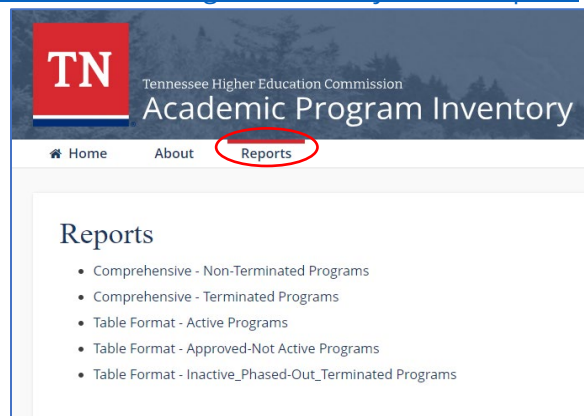 TN
Tennessee Higher Education Commission
Academic Program Inventory
Home About Reports
Reports
• Comprehensive - Non-Terminated Programs
• Comprehensive - Terminated Programs
• Table Format - Active Programs
• Table Format - Approved-Not Active Programs
• Table Format - Inactive_Phased-Out_Terminated Programs